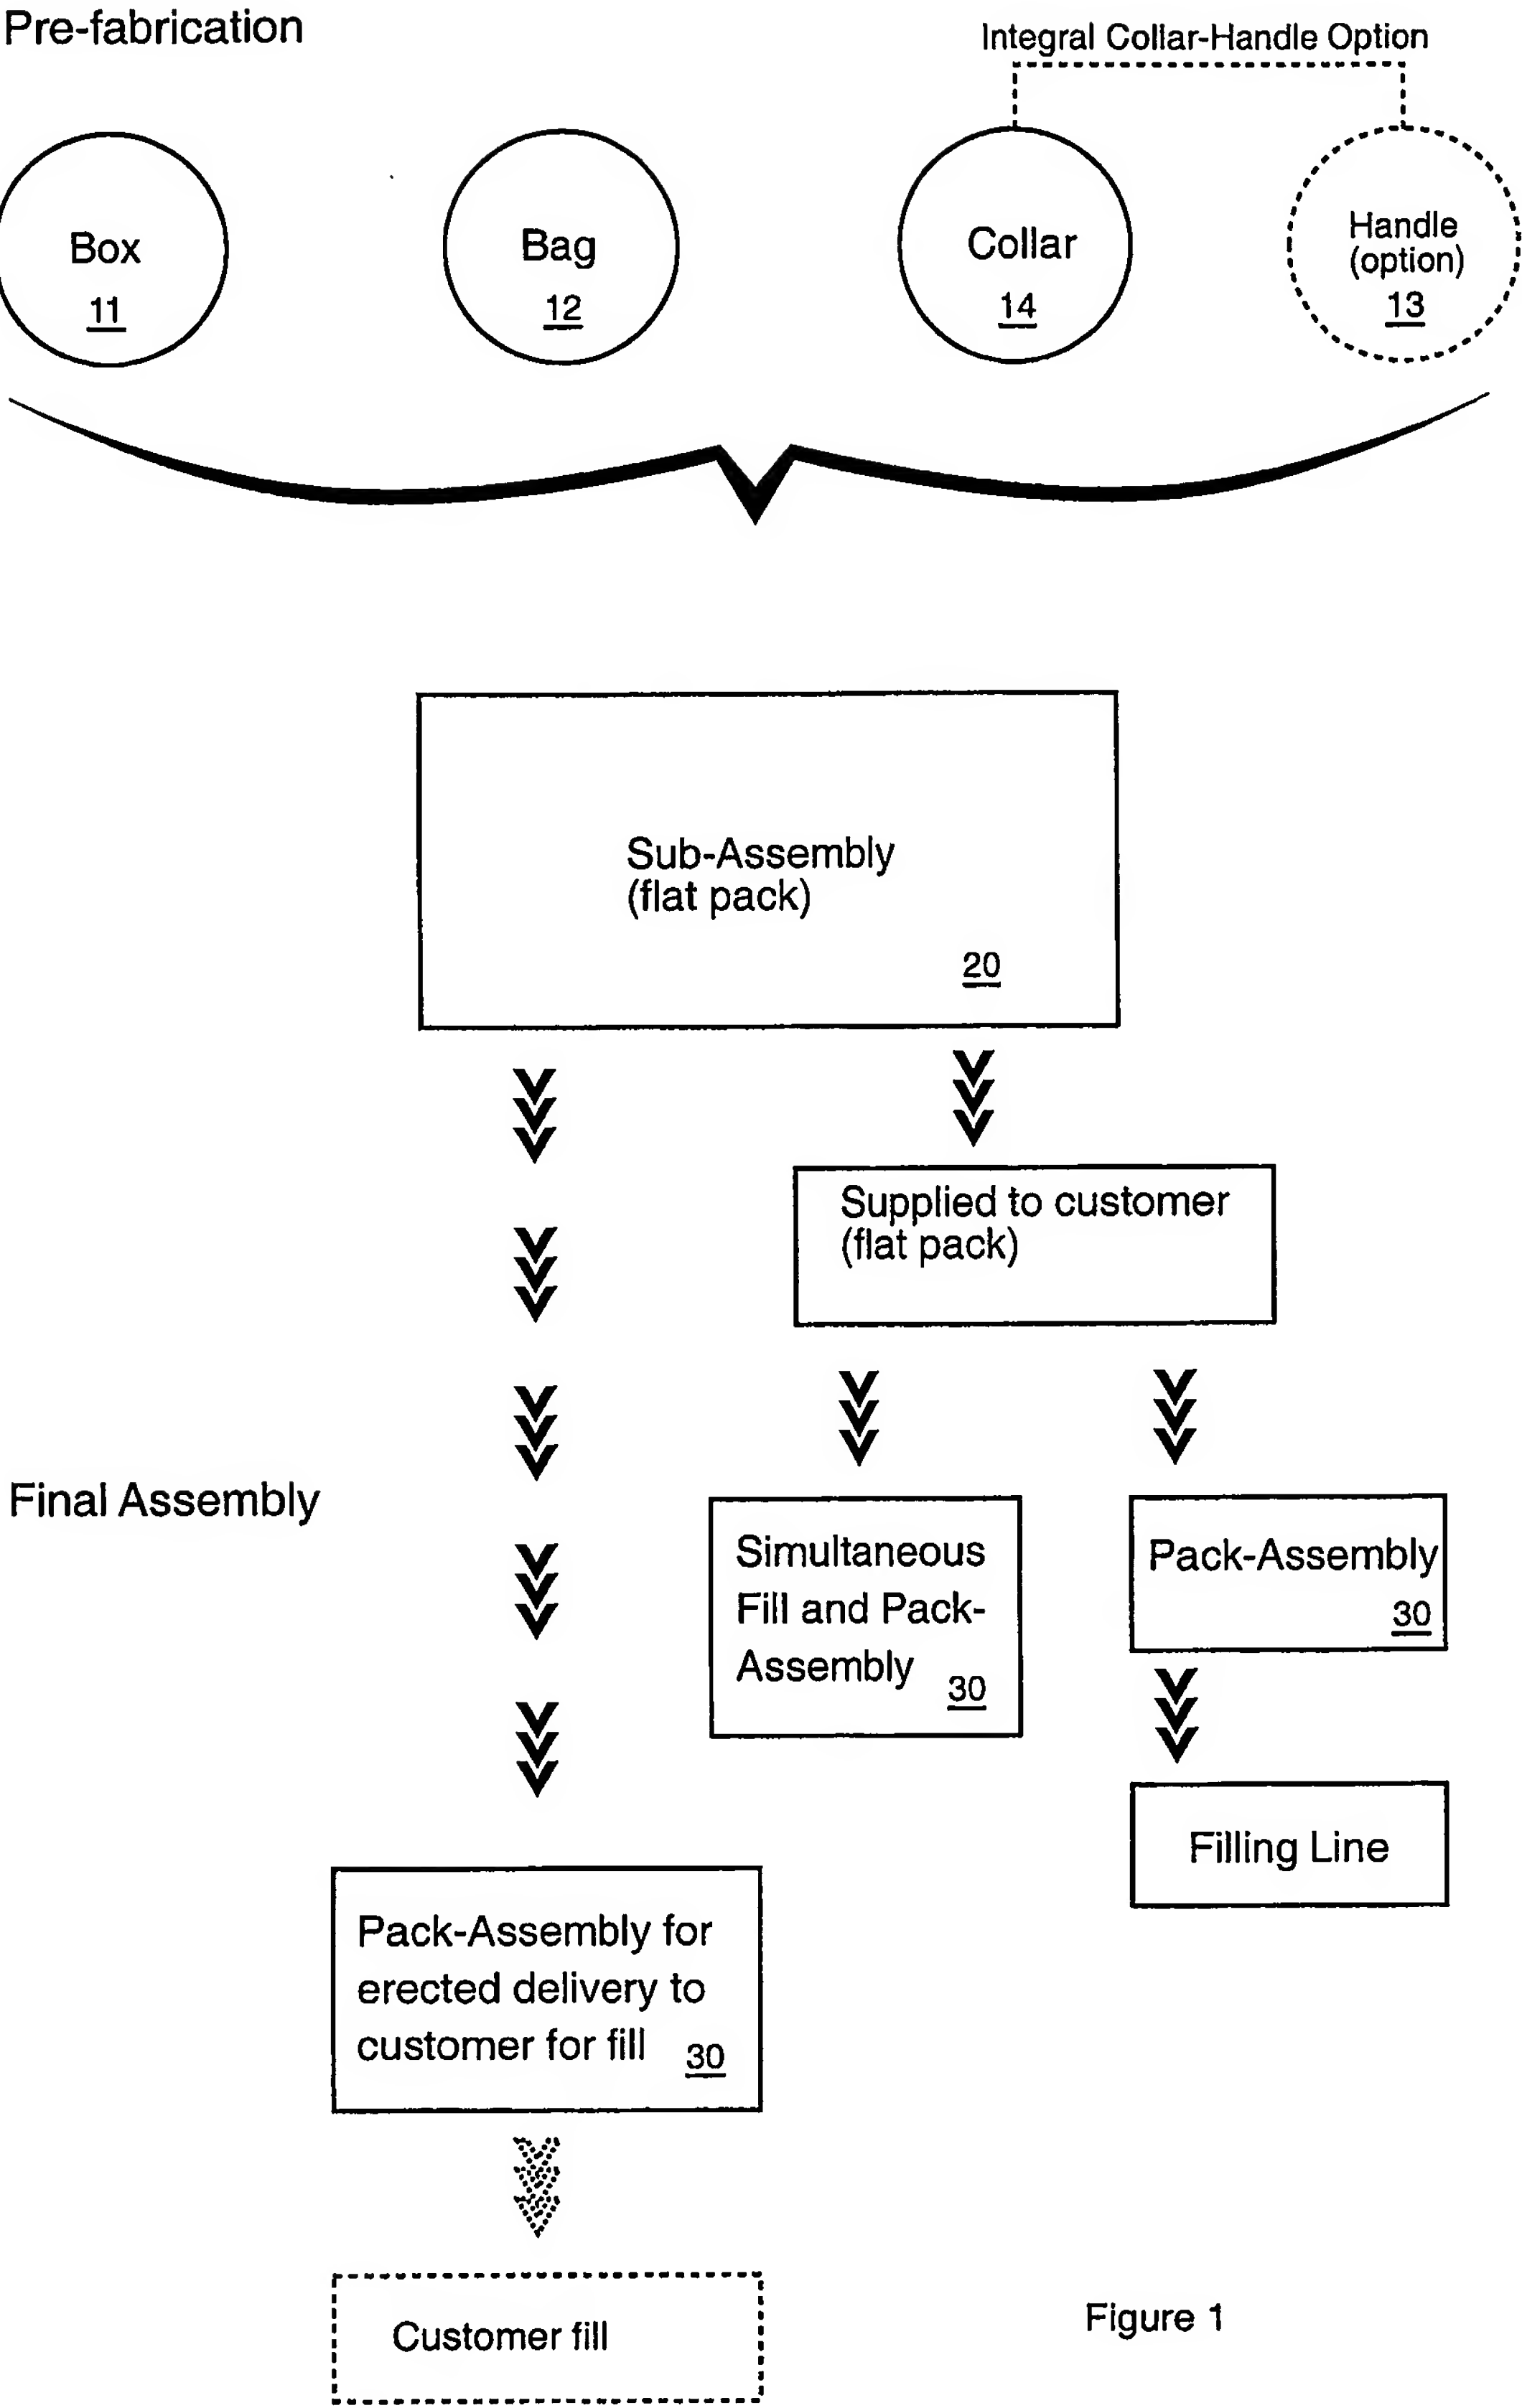 Pre-fabrication
Integral Collar-Handle Option
Box
11
Bag
12
Collar
14
Handle
(option)
13
Sub-Assembly
(flat pack)
20
Supplied to customer
(flat pack)
Final Assembly
Simultaneous
Fill and Pack-
Assembly
30
Pack-Assembly
30
Filling Line
Pack-Assembly for
erected delivery to
customer for fill
30
Customer fill
Figure 1